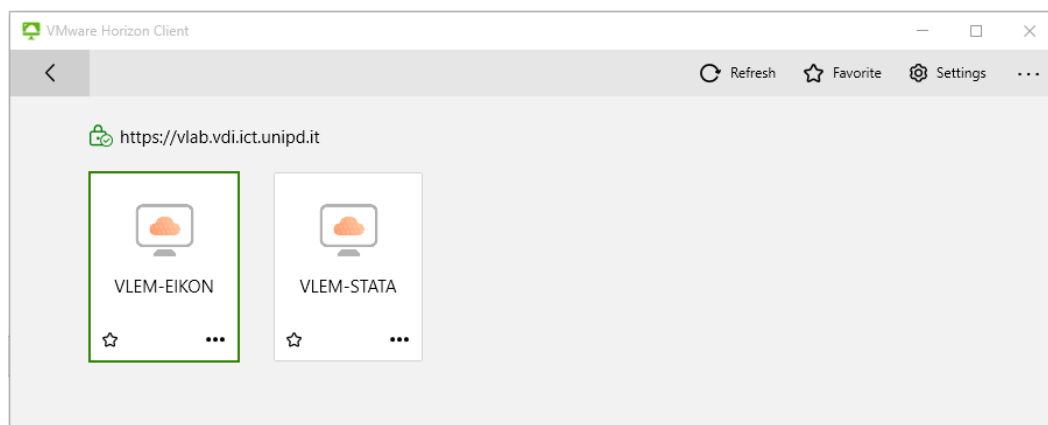 VMware Horizon Client
Refresh Favorite Settings
https://vlab.vdi.ict.unipd.it
VLEM-EIKON VLEM-STATA